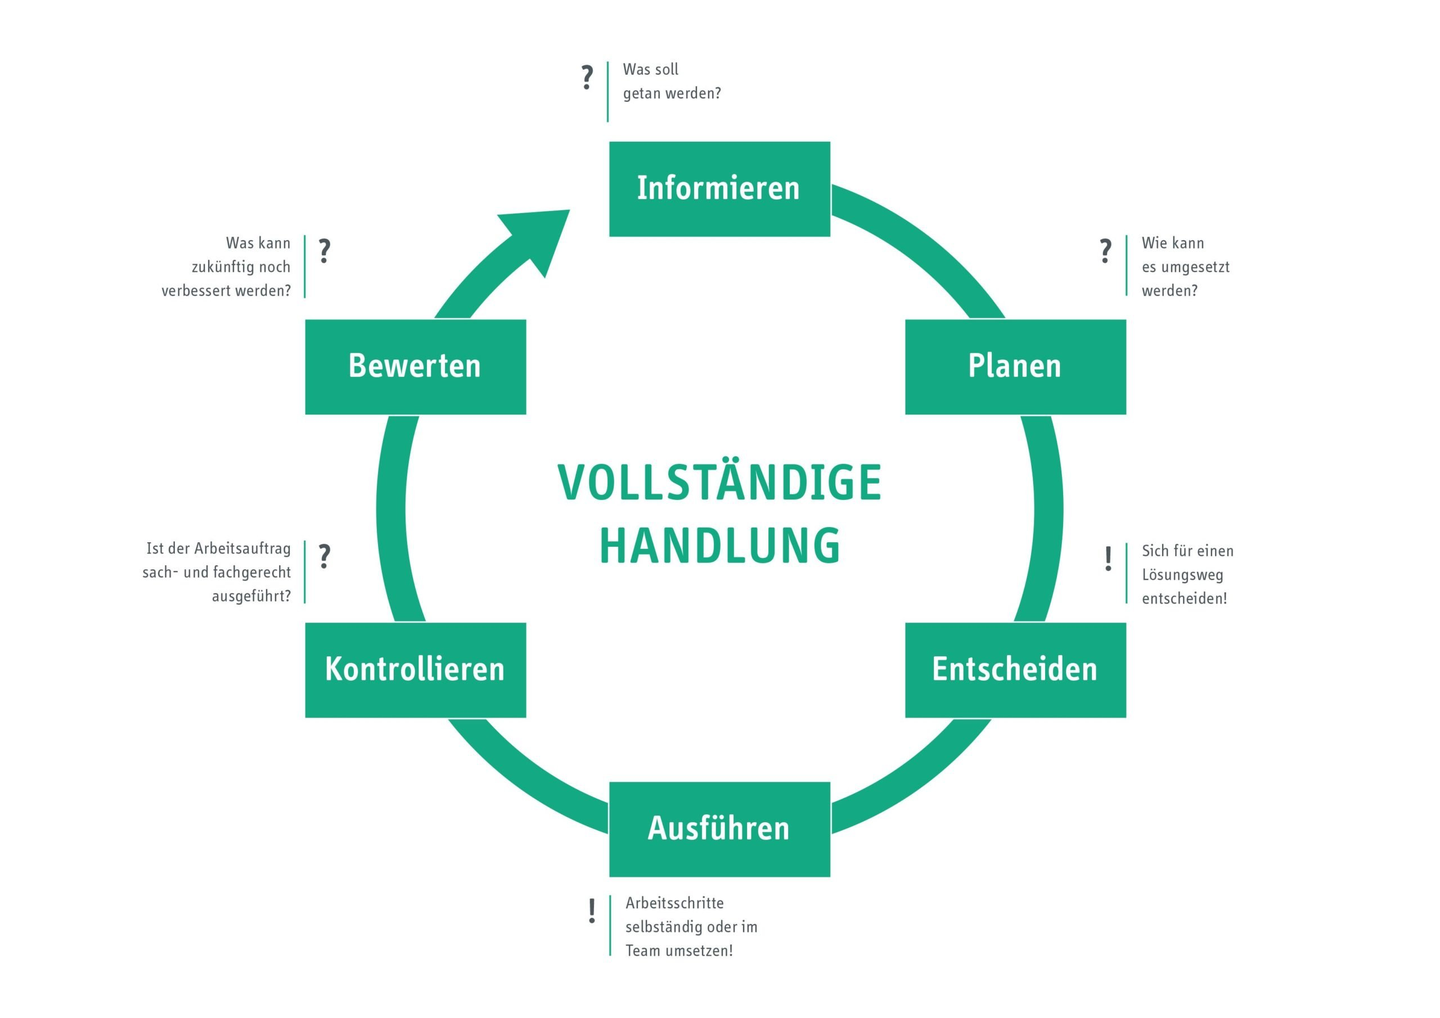 ?
Was soll
getan werden?
Informieren
?
Wie kann
es umgesetzt
werden?
Planen
!
Sich für einen
Lösungsweg
entscheiden!
Entscheiden
Ausführen
!
Arbeitsschritte
selbständig oder im
Team umsetzen!
Ist der Arbeitsauftrag
sach- und fachgerecht
ausgeführt?
?
Kontrollieren
Was kann
zukünftig noch
verbessert werden?
?
Bewerten
VOLLSTÄNDIGE
HANDLUNG